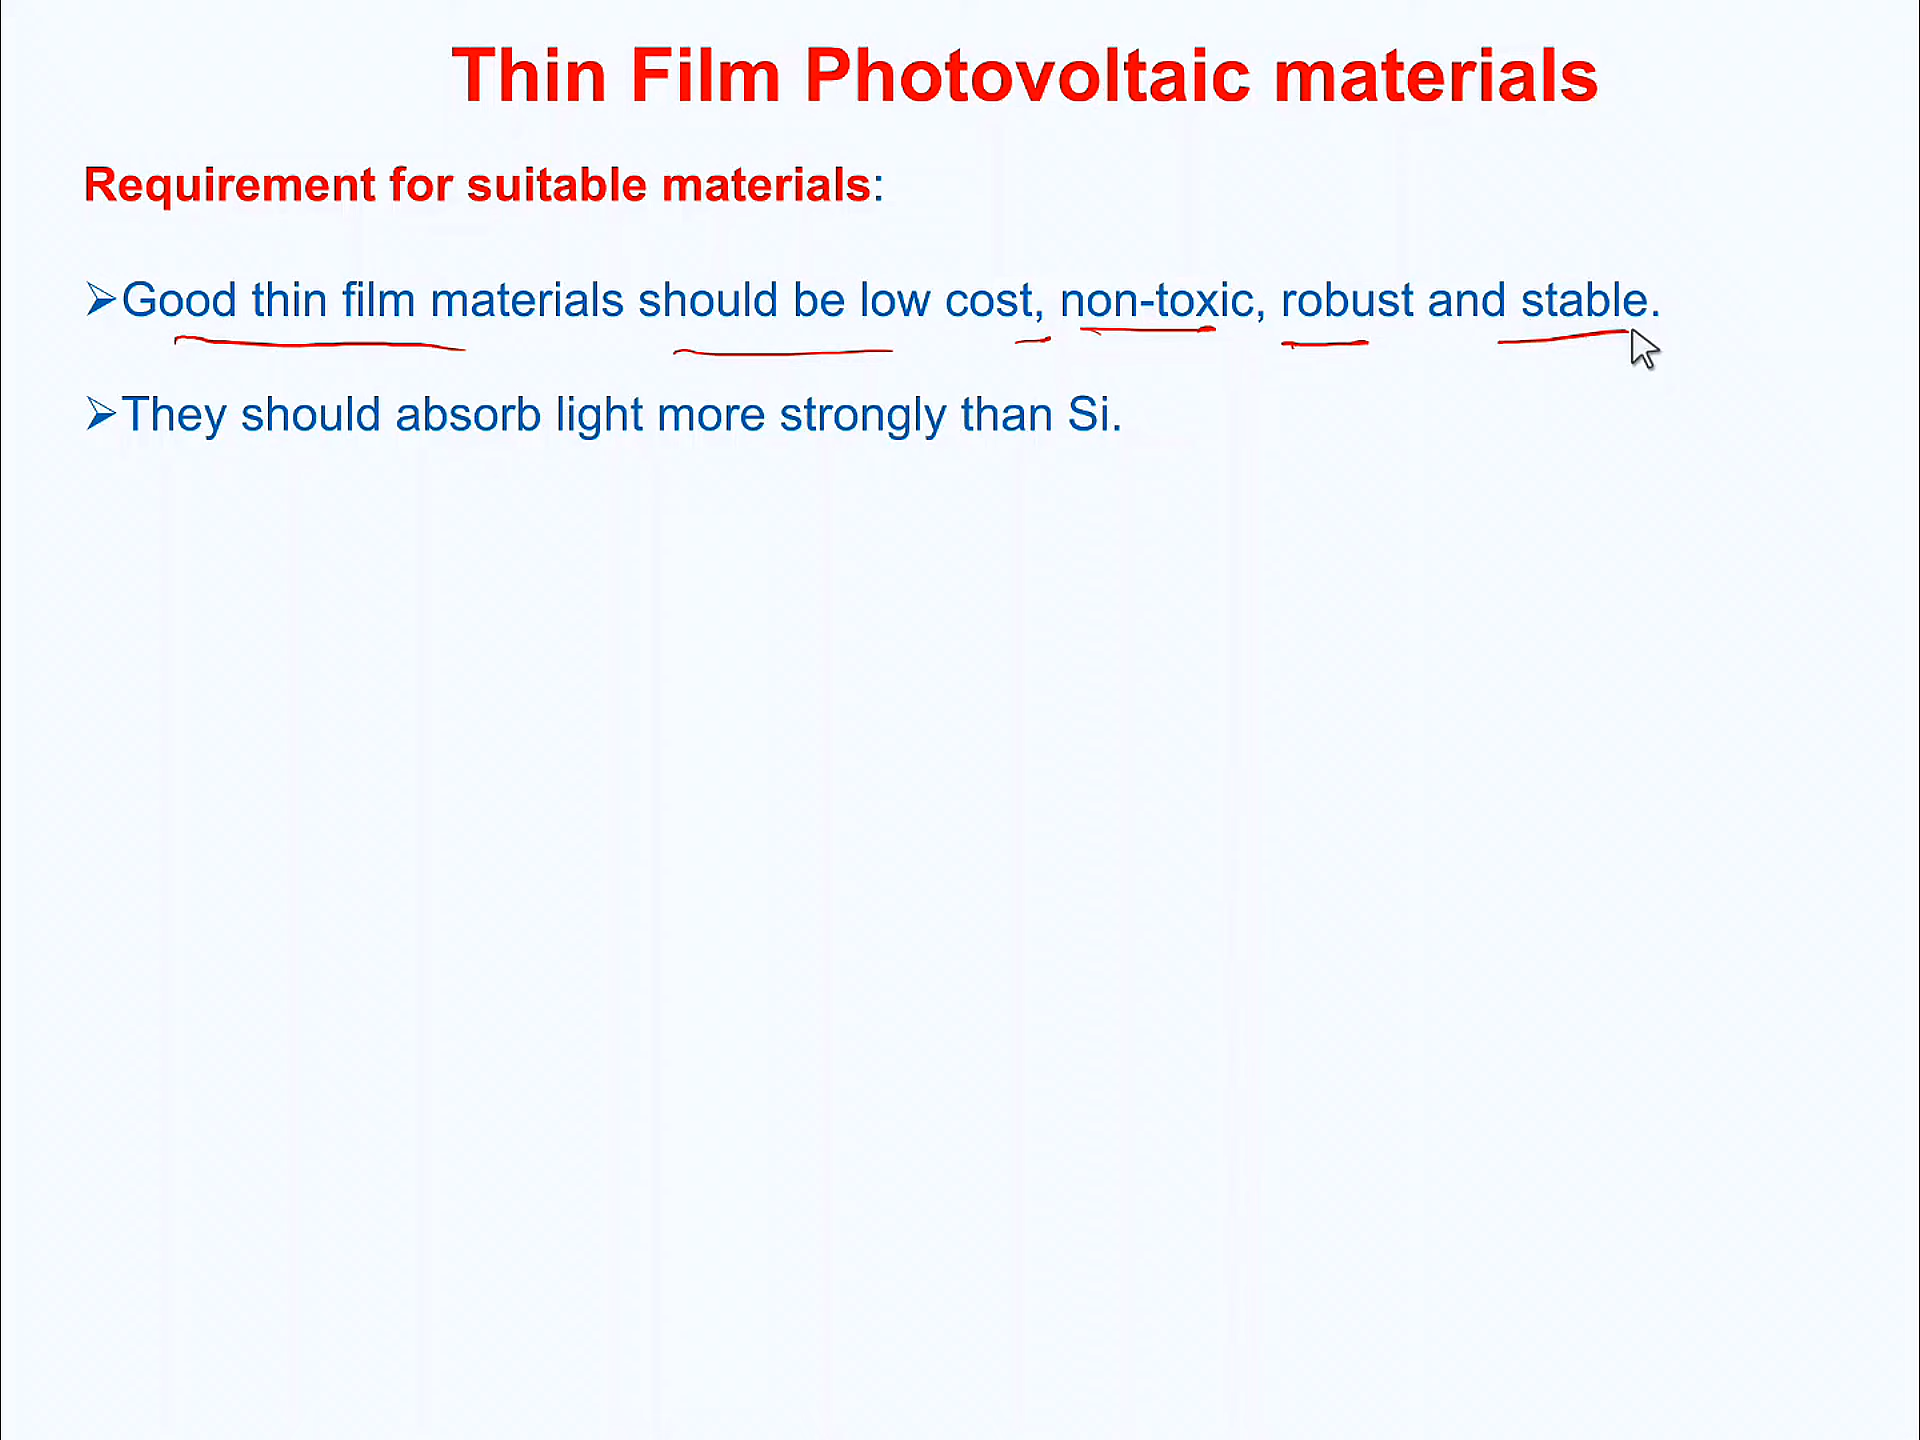 Thin Film Photovoltaic materials
Requirement for suitable materials:
➢Good thin film materials should be low cost, non-toxic, robust and stable.
➢They should absorb light more strongly than Si.